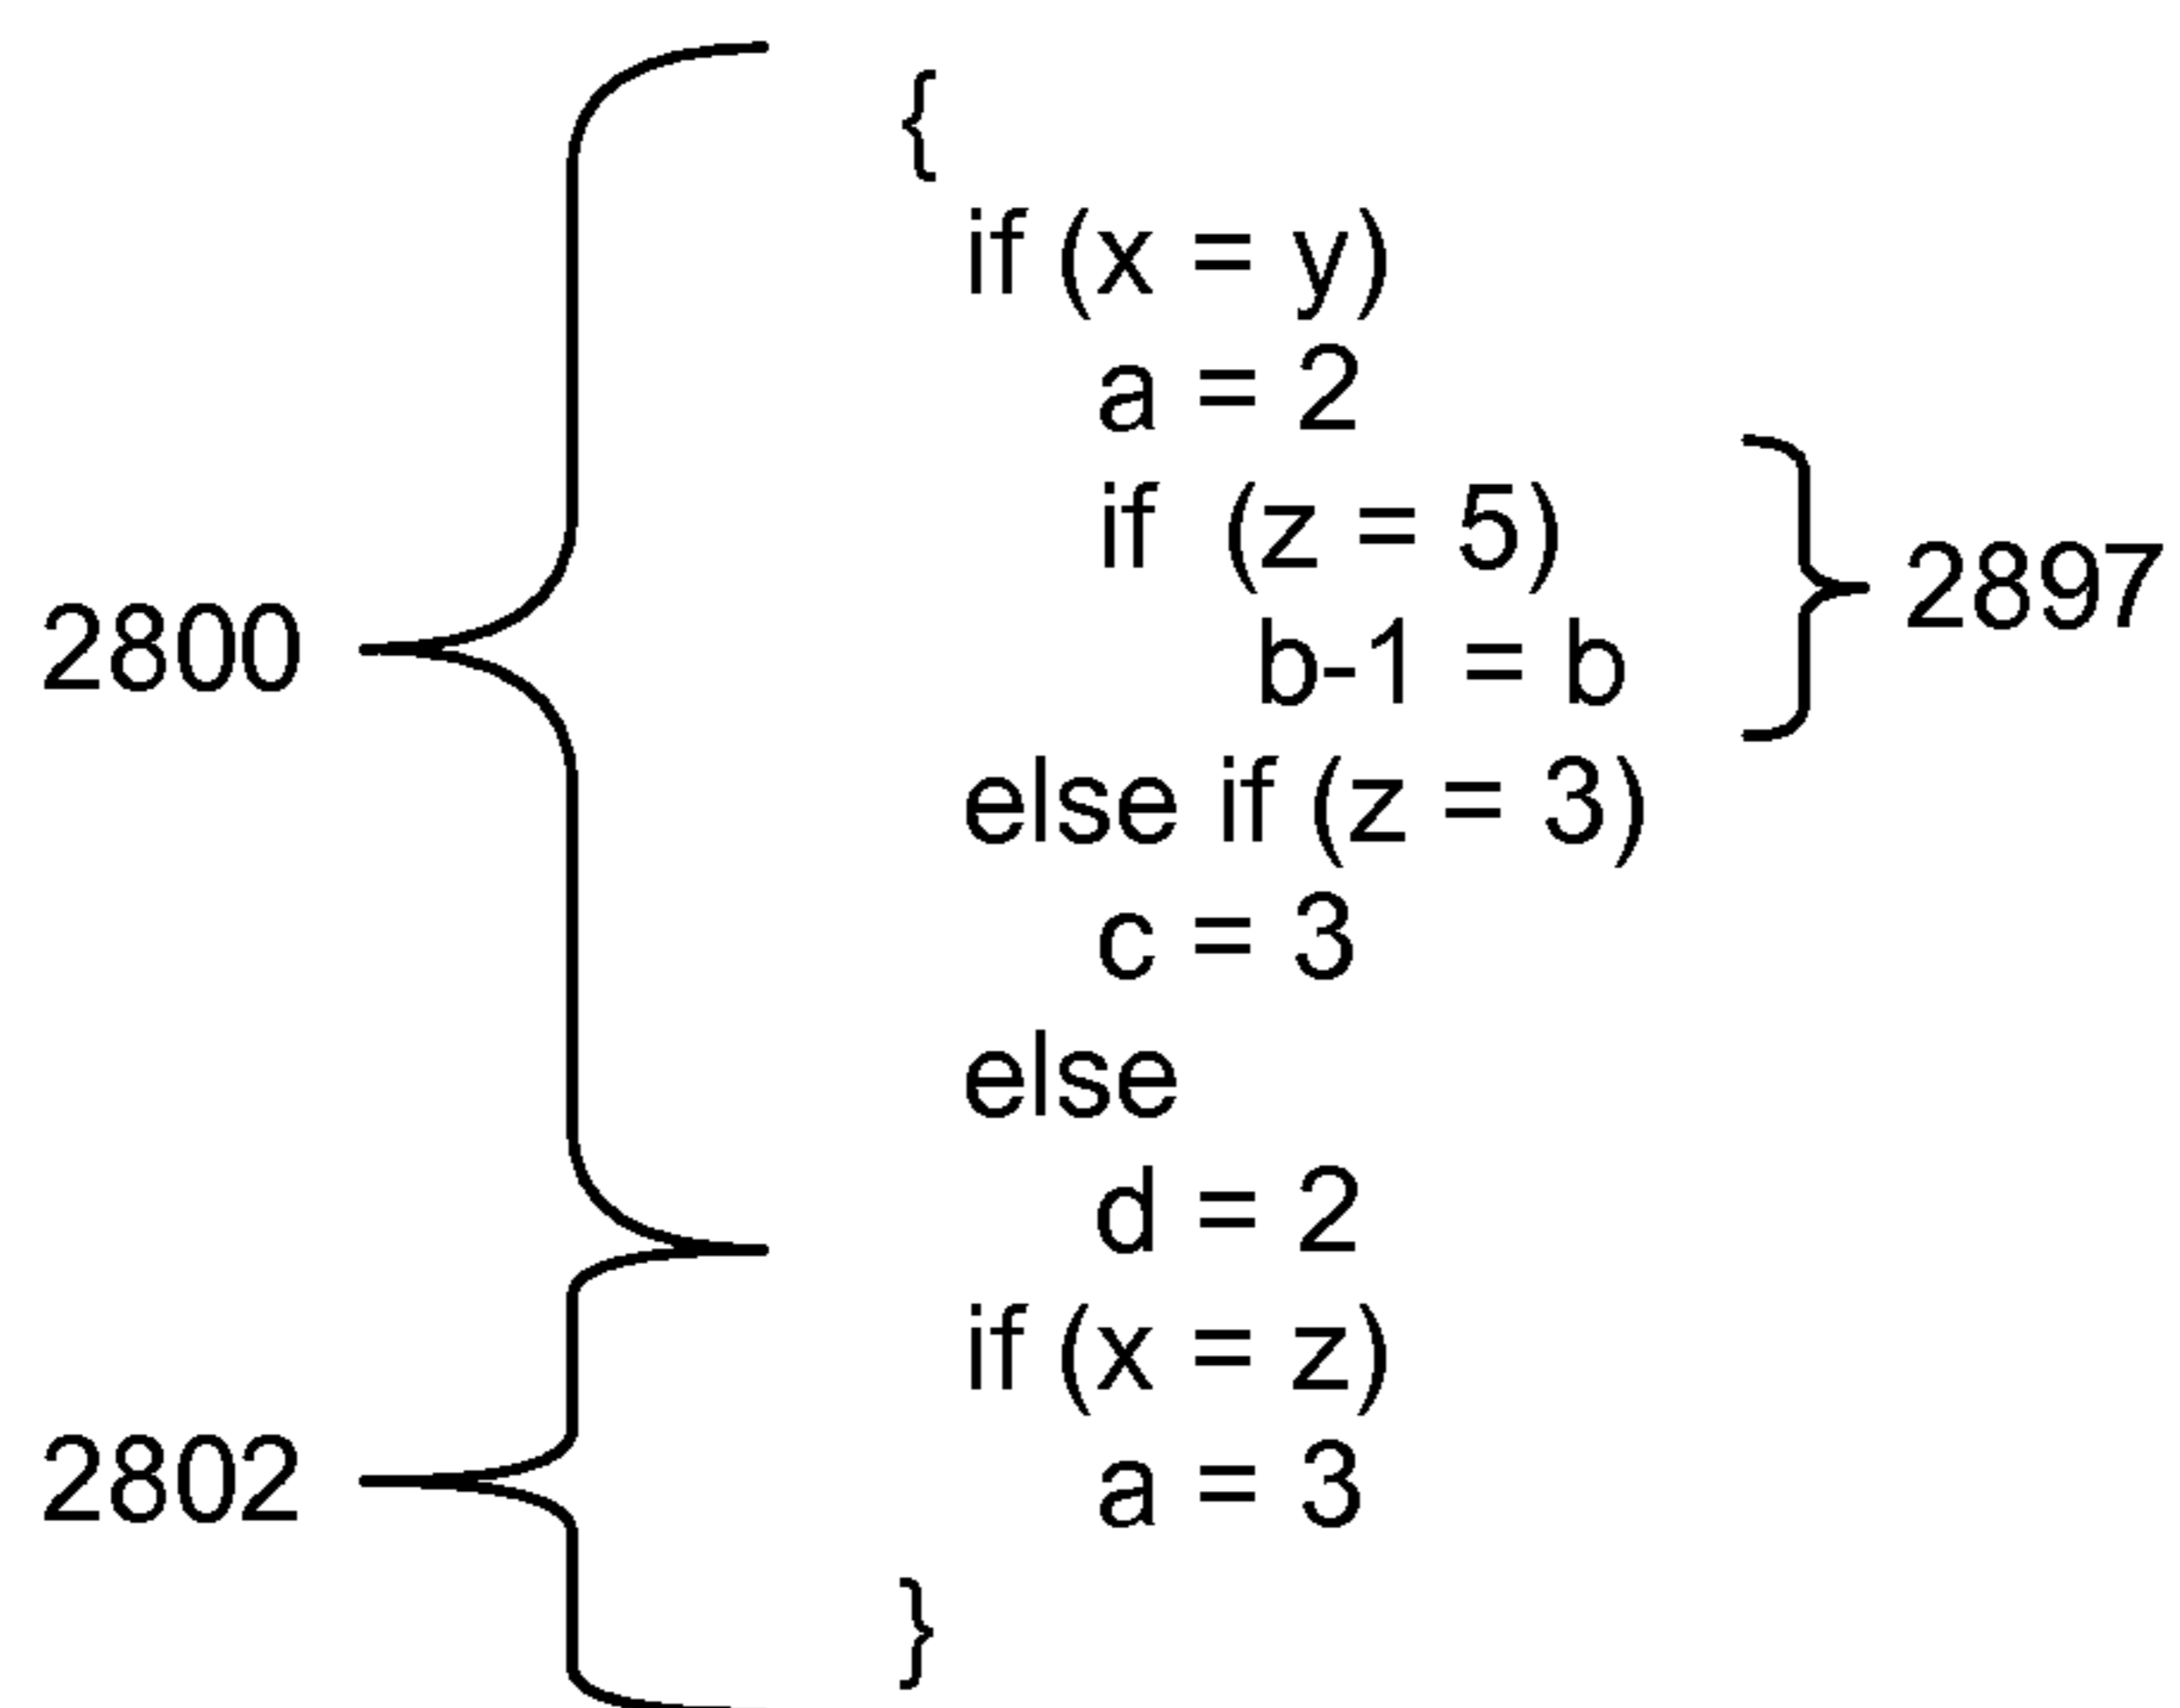 {
if (x = y)
a = 2
if (z = 5)
2897
2800
b-1 = b
else if (z = 3)
c = 3
else
d = 2
if (x = z)
2802
a = 3
}